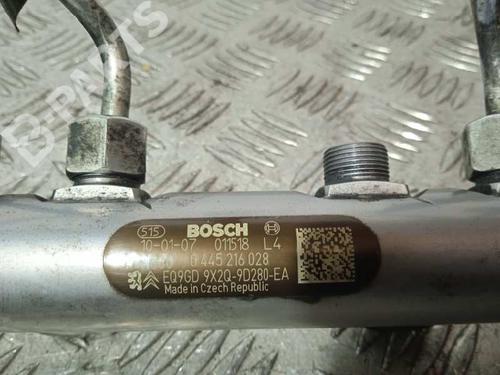 B-PARTS
515 BOSCH
10-01-07 011518 L4
0 445 216 028
EQ9GD 9X2Q-9D280-EA
Made in Czech Republic